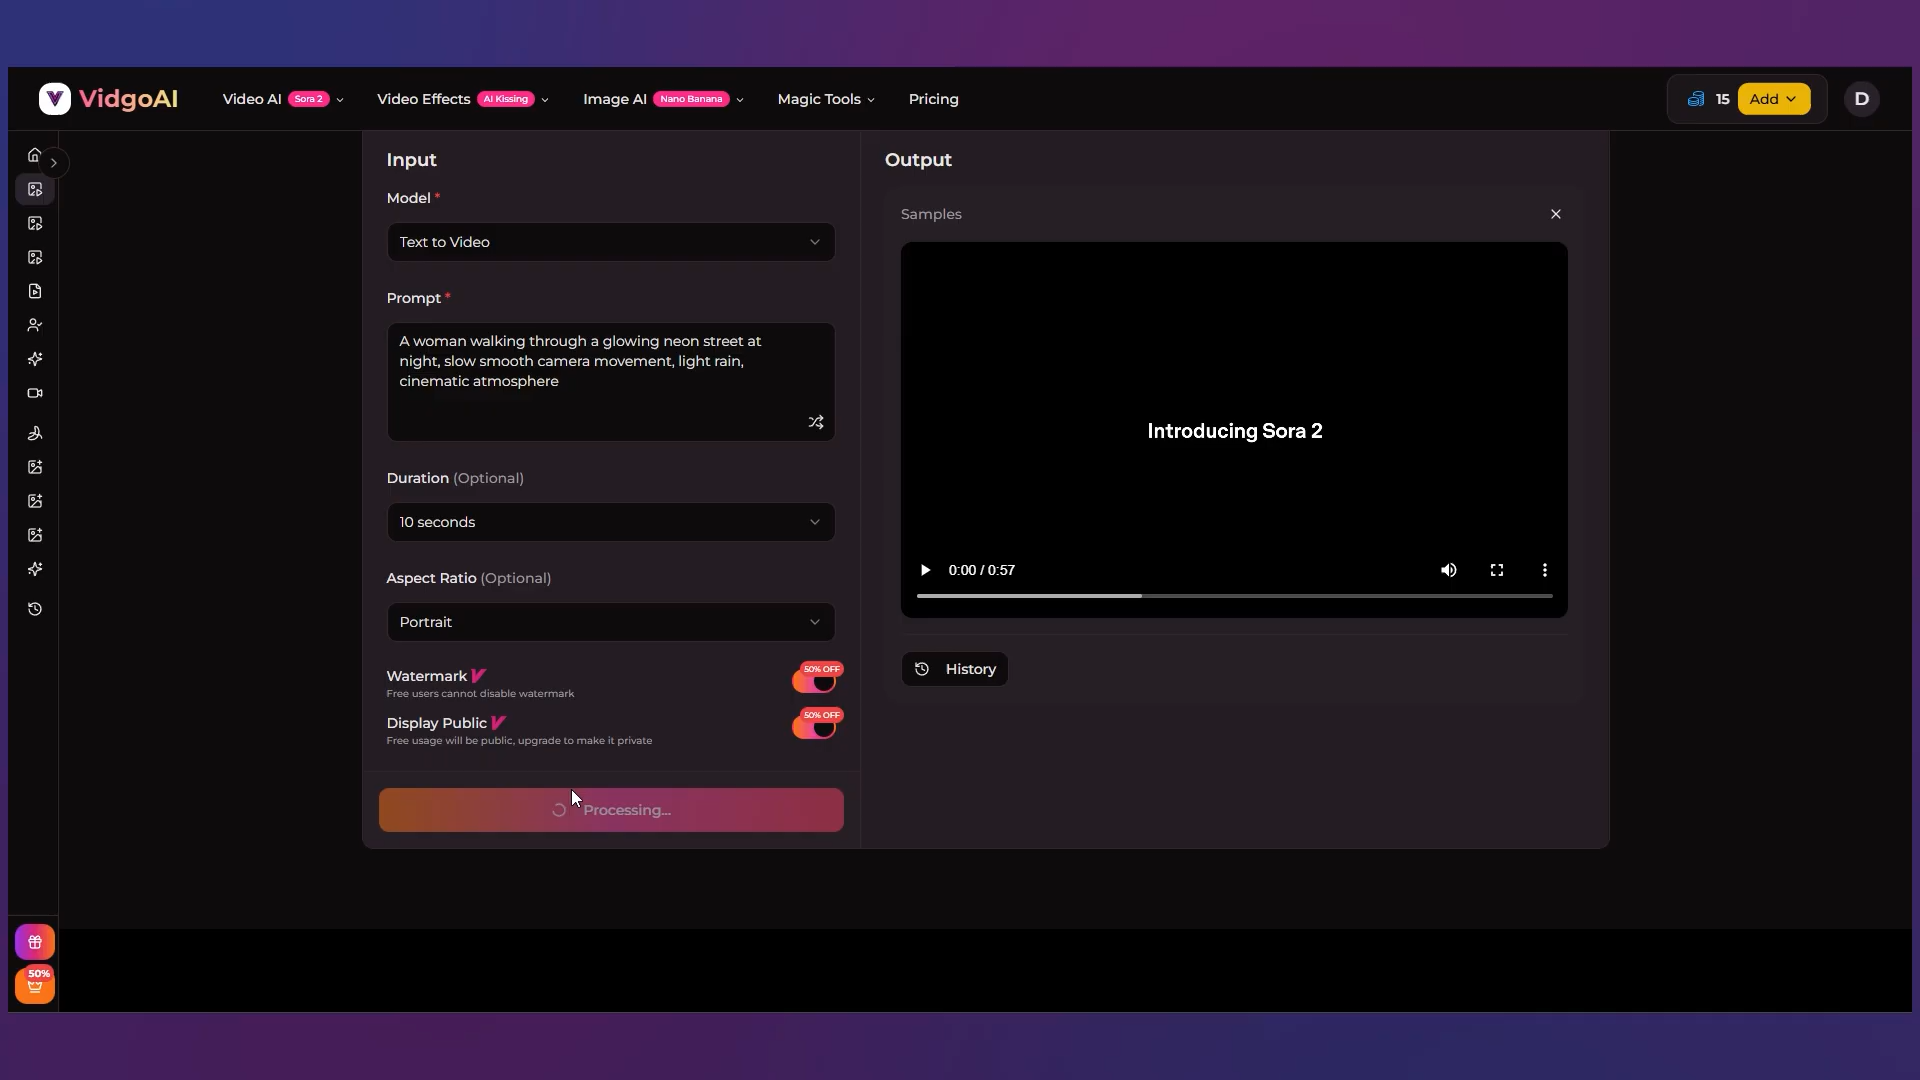 VidgoAI
Video AI Sora 2
Video Effects AI Kissing
Image AI Nano Banana
Magic Tools
Pricing
15
Add
D
Input
Model *
Text to Video
Prompt *
A woman walking through a glowing neon street at
night, slow smooth camera movement, light rain,
cinematic atmosphere
Duration (Optional)
10 seconds
Aspect Ratio (Optional)
Portrait
Watermark
50% OFF
Free users cannot disable watermark
Display Public
50% OFF
Free usage will be public, upgrade to make it private
Processing...
Output
Samples
Introducing Sora 2
0:00 / 0:57
History
50%